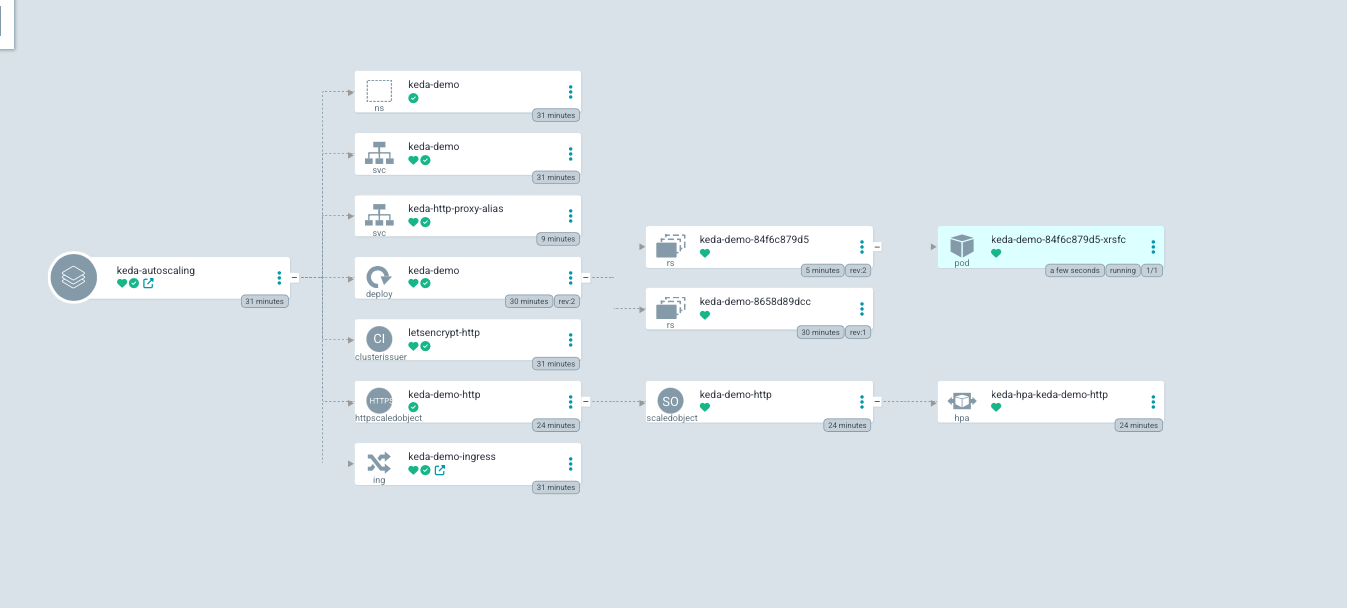 keda-autoscaling
31 minutes
keda-demo
ns
31 minutes
keda-demo
svc
31 minutes
keda-http-proxy-alias
svc
9 minutes
keda-demo
deploy
30 minutes rev:2
CI
letsencrypt-http
clusterissuer
31 minutes
HTTPS
keda-demo-http
httpscaledobject
24 minutes
keda-demo-ingress
ing
31 minutes
keda-demo-84f6c879d5
rs
5 minutes rev:2
keda-demo-8658d89dcc
rs
30 minutes rev:1
SO
keda-demo-http
scaledobject
24 minutes
keda-demo-84f6c879d5-xrsfc
pod
a few seconds running 1/1
keda-hpa-keda-demo-http
hpa
24 minutes